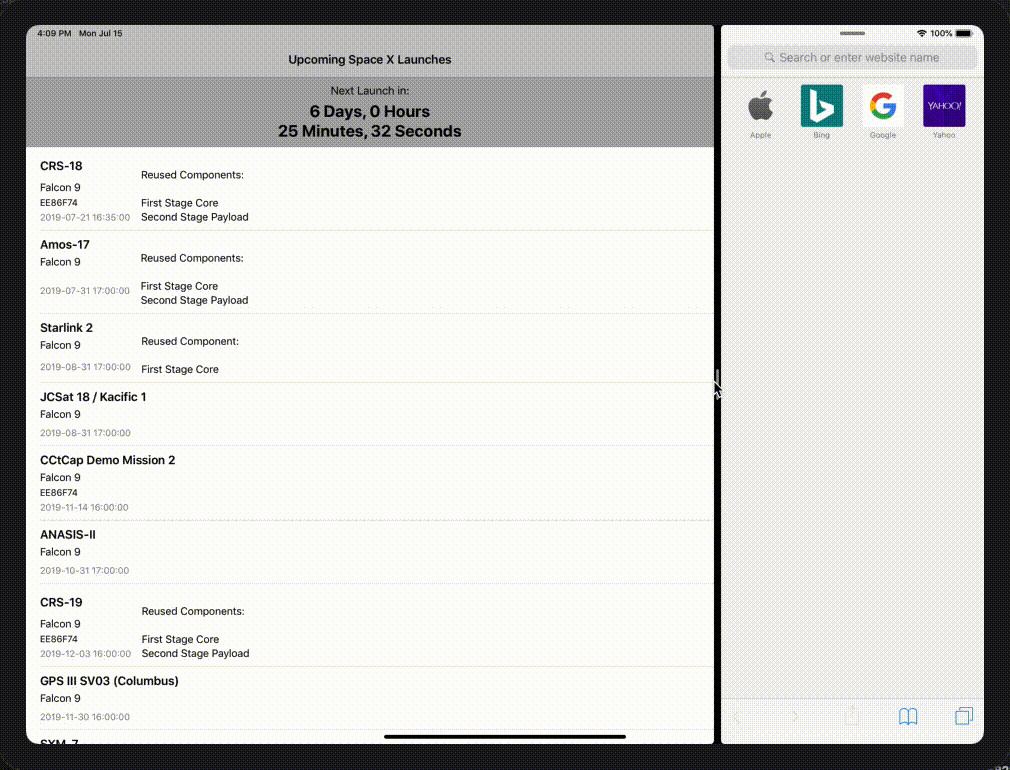 4:09 PM Mon Jul 15
Upcoming Space X Launches
Next Launch in:
6 Days, 0 Hours
25 Minutes, 32 Seconds
CRS-18
Falcon 9
EE86F74
2019-07-21 16:35:00
Reused Components:
First Stage Core
Second Stage Payload
Amos-17
Falcon 9
2019-07-31 17:00:00
Reused Components:
First Stage Core
Second Stage Payload
Starlink 2
Falcon 9
2019-08-31 17:00:00
Reused Component:
First Stage Core
JCSat 18 / Kacific 1
Falcon 9
2019-08-31 17:00:00
CCtCap Demo Mission 2
Falcon 9
EE86F74
2019-11-14 16:00:00
ANASIS-II
Falcon 9
2019-10-31 17:00:00
CRS-19
Falcon 9
EE86F74
2019-12-03 16:00:00
Reused Components:
First Stage Core
Second Stage Payload
GPS III SV03 (Columbus)
Falcon 9
2019-11-30 16:00:00
SXM-7
100%
Search or enter website name
YAHOO!
Apple
Bing
Google
Yahoo